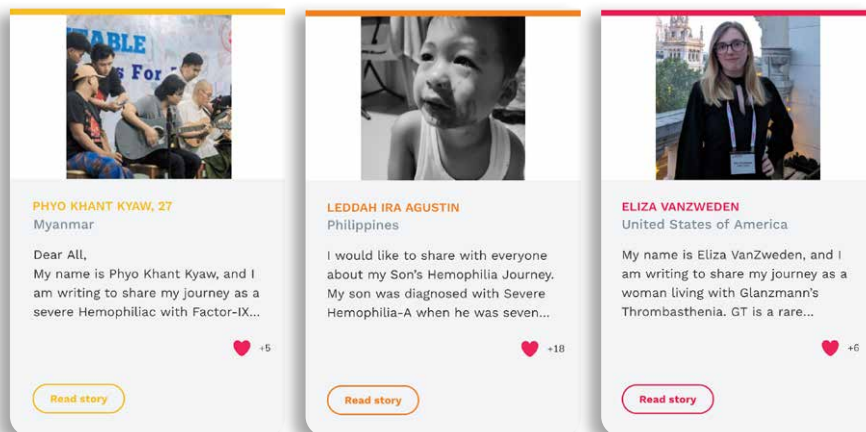 TABLE
s For
PHYO KHANT KYAW, 27
Myanmar
Dear All,
My name is Phyo Khant Kyaw, and I
am writing to share my journey as a
severe Hemophiliac with Factor-IX...
+5
Read story
LEDDAH IRA AGUSTIN
Philippines
I would like to share with everyone
about my Son's Hemophilia Journey.
My son was diagnosed with Severe
Hemophilia-A when he was seven...
+18
Read story
ELIZA VANZWEDEN
United States of America
My name is Eliza VanZweden, and I
am writing to share my journey as a
woman living with Glanzmann's
Thrombasthenia. GT is a rare...
+6
Read story